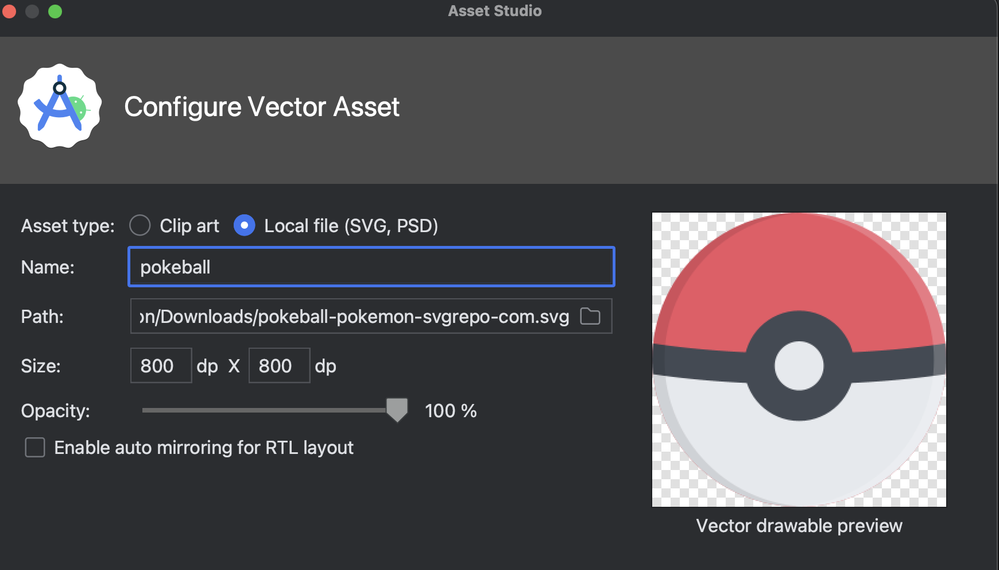 Asset Studio
Configure Vector Asset
Asset type: Clip art Local file (SVG, PSD)
Name: pokeball
Path: n/Downloads/pokeball-pokemon-svgrepo-com.svg
Size: 800 dp X 800 dp
Opacity: 100 %
Enable auto mirroring for RTL layout
Vector drawable preview